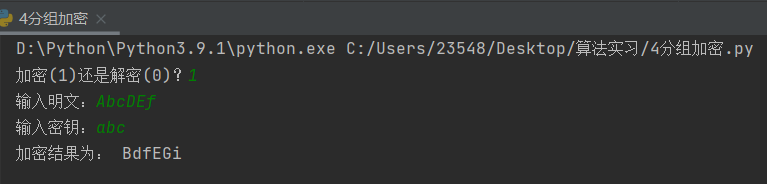 4分组加密 ×
D:\Python\Python3.9.1\python.exe C:/Users/23548/Desktop/算法实习/4分组加密.py
加密(1)还是解密(0)？1
输入明文：AbcDEf
输入密钥：abc
加密结果为： BdfEGi